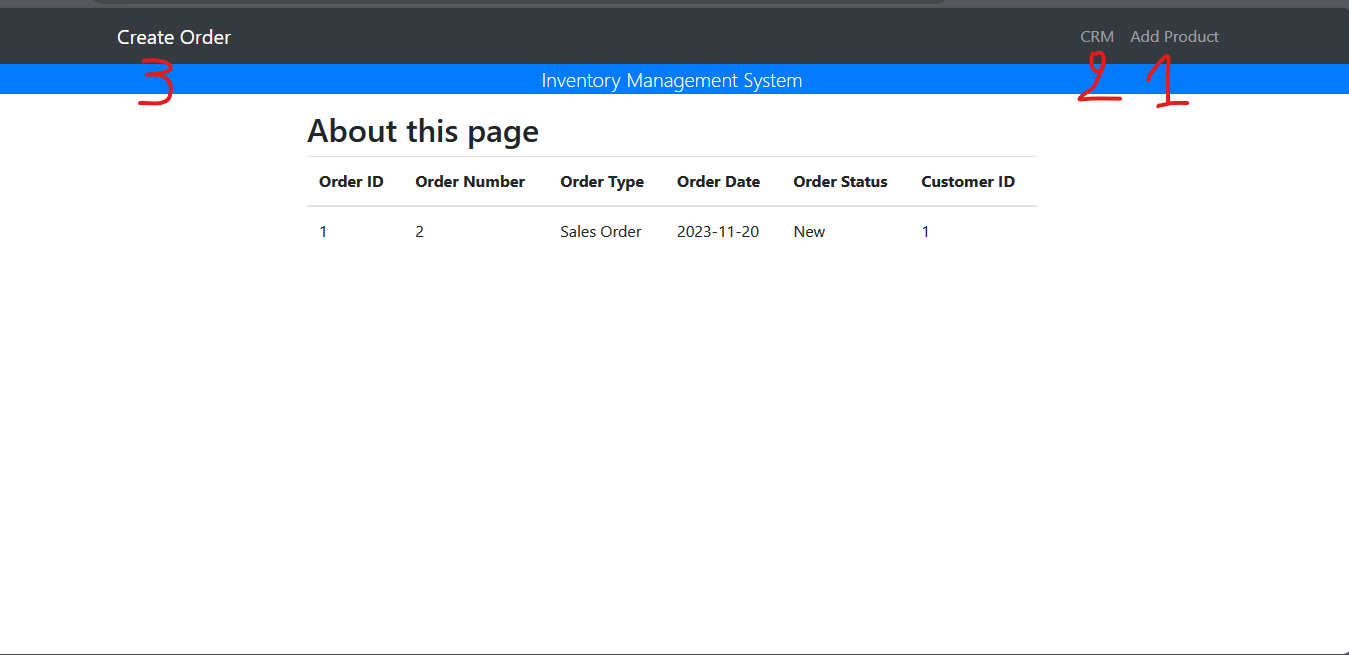 Create Order CRM Add Product
3 2 1
Inventory Management System
About this page
Order ID Order Number Order Type Order Date Order Status Customer ID
1 2 Sales Order 2023-11-20 New 1